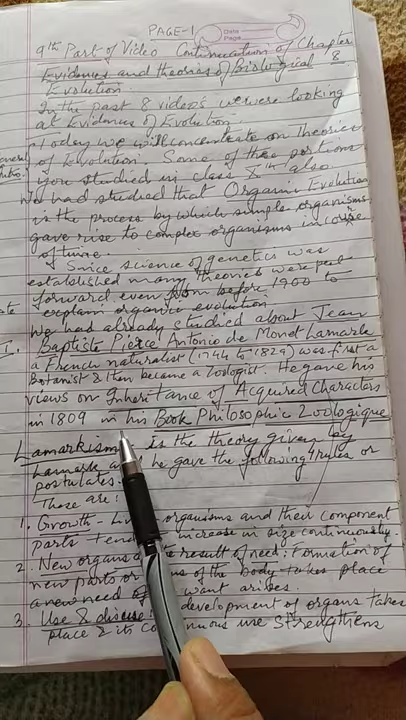 PAGE-1
Date
Page
9th Part of Video Continuation of Chapter
Evidences and theories of Biological 8
Evolution.
In the past 8 videos we were looking
at Evidences of Evolution.
Today we will concentrate on Theories
of Evolution. Some of these portions
you studied in class Xth also
We had studied that Organic Evolution
is the process by which simple organisms
gave rise to complex organisms in course
of time.
Since science of genetics was
established many theories were put
forward even from before 1900 to
explain organic evolution
We had already studied about Jean
I. Baptiste Pierce Antonio de Monet Lamark
a French naturalist (1744 to 1829) was first a
Botanist & then became a Zoologist. He gave his
views on Inheritance of Acquired Characters
in 1809 in his Book Philosophic Zoologique
Lamarkism is the theory given by
Lamark and he gave the following rules or
postulates.
These are:
1. Growth - organisms and their component
parts tend increase in size continuously.
2. New organs result of need: formation of
new parts or of the body takes place
a new need want arises.
3. Use & disuse development of organs takes
place & its use strengthens